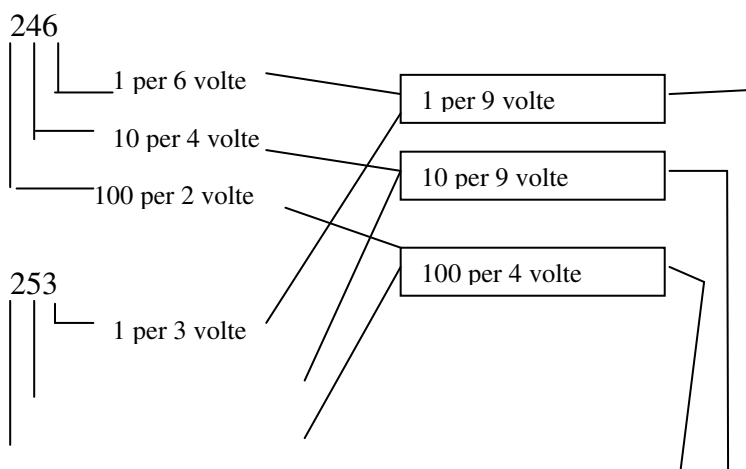 246
1 per 6 volte
10 per 4 volte
100 per 2 volte
253
1 per 3 volte
1 per 9 volte
10 per 9 volte
100 per 4 volte